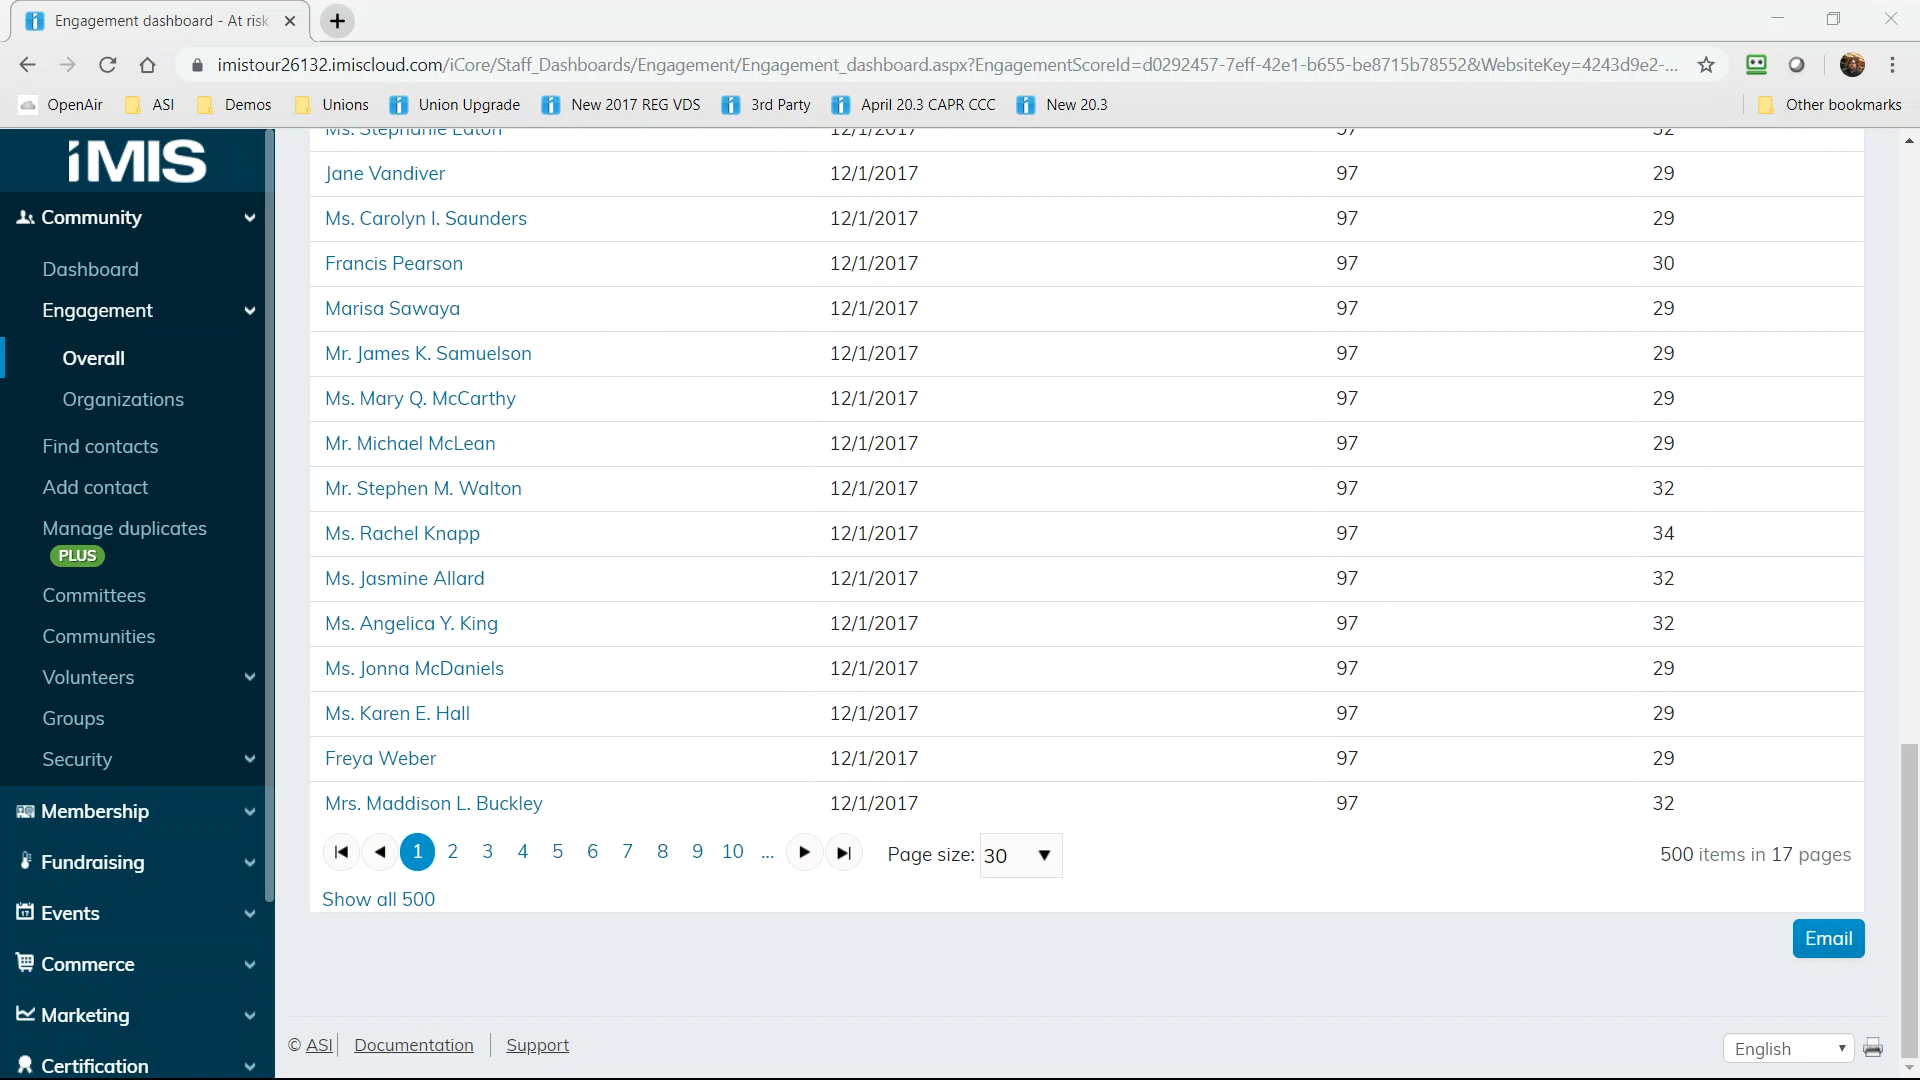 Engagement dashboard - At risk
imistour26132.imiscloud.com/iCore/Staff_Dashboards/Engagement/Engagement_dashboard.aspx?EngagementScoreId=d0292457-7eff-42e1-b655-be8715b78552&WebsiteKey=4243d9e2-...
OpenAir ASI Demos Unions Union Upgrade New 2017 REG VDS 3rd Party April 20.3 CAPR CCC New 20.3 Other bookmarks
iMIS
Community
Dashboard
Engagement
Overall
Organizations
Find contacts
Add contact
Manage duplicates
PLUS
Committees
Communities
Volunteers
Groups
Security
Membership
Fundraising
Events
Commerce
Marketing
Certification
Ms. Stephanie Eaton 12/1/2017 97 32
Jane Vandiver 12/1/2017 97 29
Ms. Carolyn I. Saunders 12/1/2017 97 29
Francis Pearson 12/1/2017 97 30
Marisa Sawaya 12/1/2017 97 29
Mr. James K. Samuelson 12/1/2017 97 29
Ms. Mary Q. McCarthy 12/1/2017 97 29
Mr. Michael McLean 12/1/2017 97 29
Mr. Stephen M. Walton 12/1/2017 97 32
Ms. Rachel Knapp 12/1/2017 97 34
Ms. Jasmine Allard 12/1/2017 97 32
Ms. Angelica Y. King 12/1/2017 97 32
Ms. Jonna McDaniels 12/1/2017 97 29
Ms. Karen E. Hall 12/1/2017 97 29
Freya Weber 12/1/2017 97 29
Mrs. Maddison L. Buckley 12/1/2017 97 32
1 2 3 4 5 6 7 8 9 10 ... Page size: 30 500 items in 17 pages
Show all 500
Email
© ASI Documentation Support English